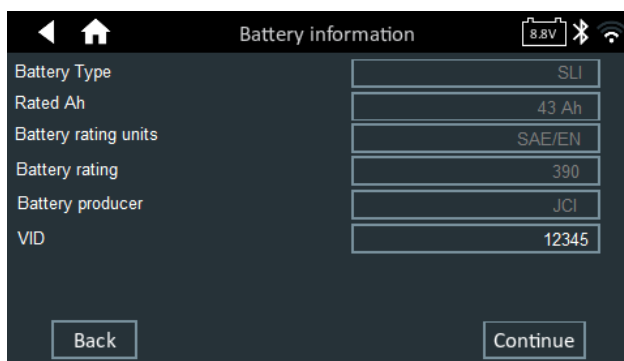 Battery information 8.8V
Battery Type SLI
Rated Ah 43 Ah
Battery rating units SAE/EN
Battery rating 390
Battery producer JCI
VID 12345
Back Continue